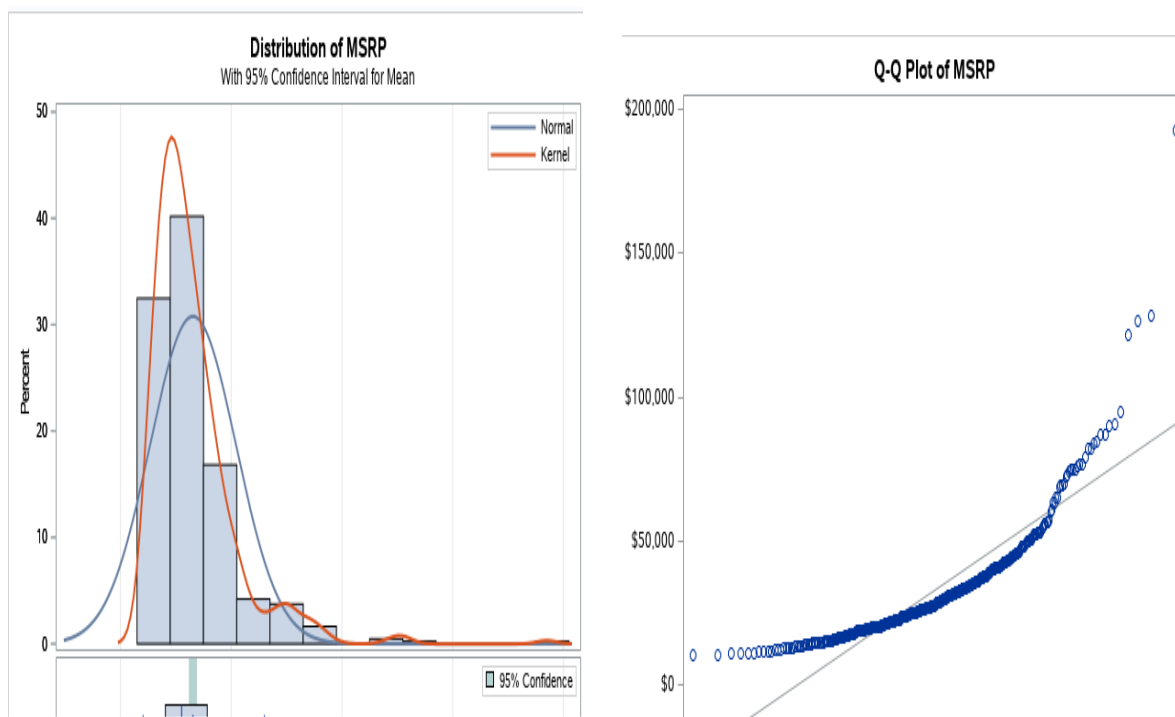 Distribution of MSRP
With 95% Confidence Interval for Mean
50
40
30
20
10
0
Percent
Normal
Kernel
95% Confidence
Q-Q Plot of MSRP
$200,000
$150,000
$100,000
$50,000
$0